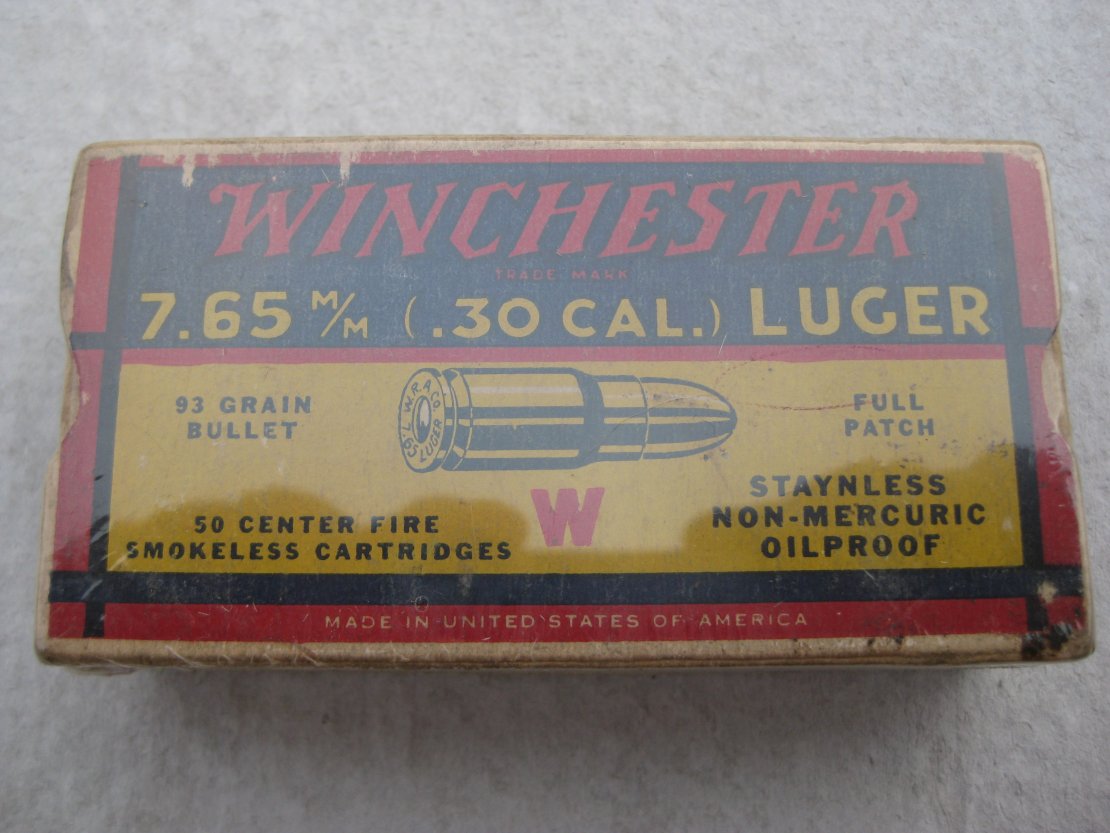 WINCHESTER
TRADE MARK
7.65 M/M (.30 CAL.) LUGER
93 GRAIN
BULLET
W.R.A.Co.
7.65 LUGER
FULL
PATCH
W
50 CENTER FIRE
SMOKELESS CARTRIDGES
STAYNLESS
NON-MERCURIC
OILPROOF
MADE IN UNITED STATES OF AMERICA